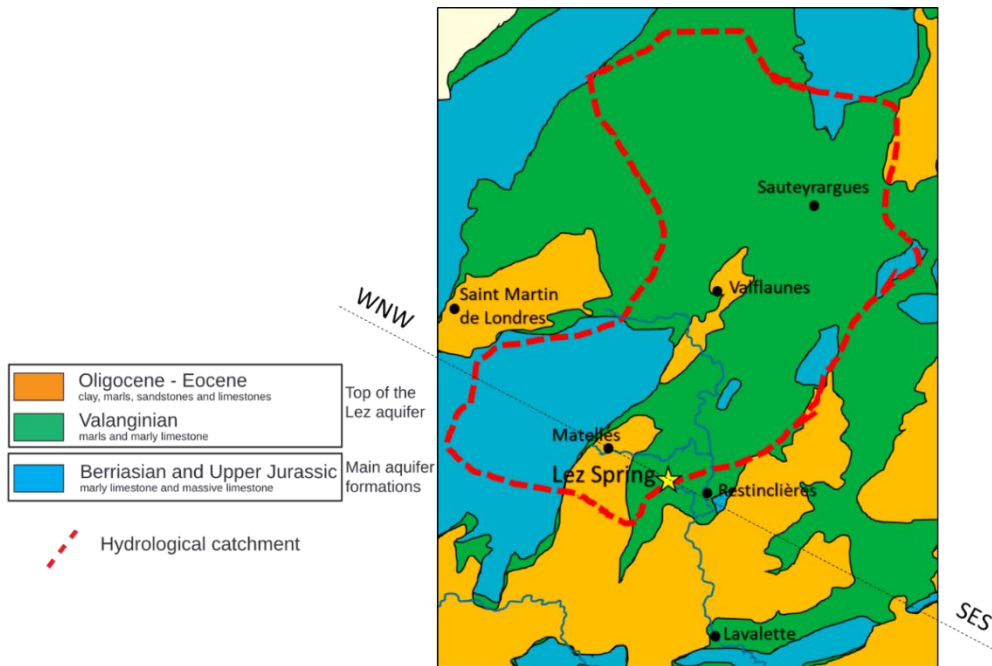 Sauteyrargues
Valflaunes
Saint Martin
de Londres
WNW
Oligocene - Eocene
clay, marls, sandstones and limestones
Valanginian
marls and marly limestone
Top of the
Lez aquifer
Berriasian and Upper Jurassic
marly limestone and massive limestone
Main aquifer
formations
Hydrological catchment
Matelles
Lez Spring
Restinclières
Lavalette
SES